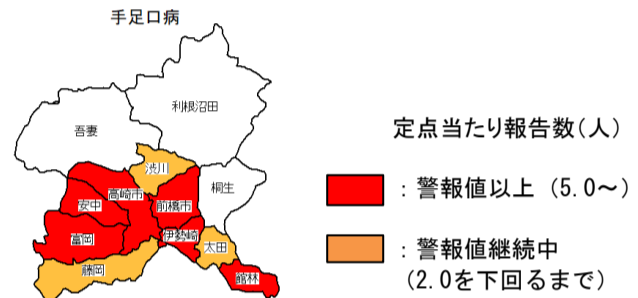 手足口病
利根沼田
吾妻
渋川
桐生
高崎市
安中
前橋市
伊勢崎
富岡
太田
藤岡
館林
定点当たり報告数(人)
:警報値以上(5.0~)
:警報値継続中
(2.0を下回るまで)